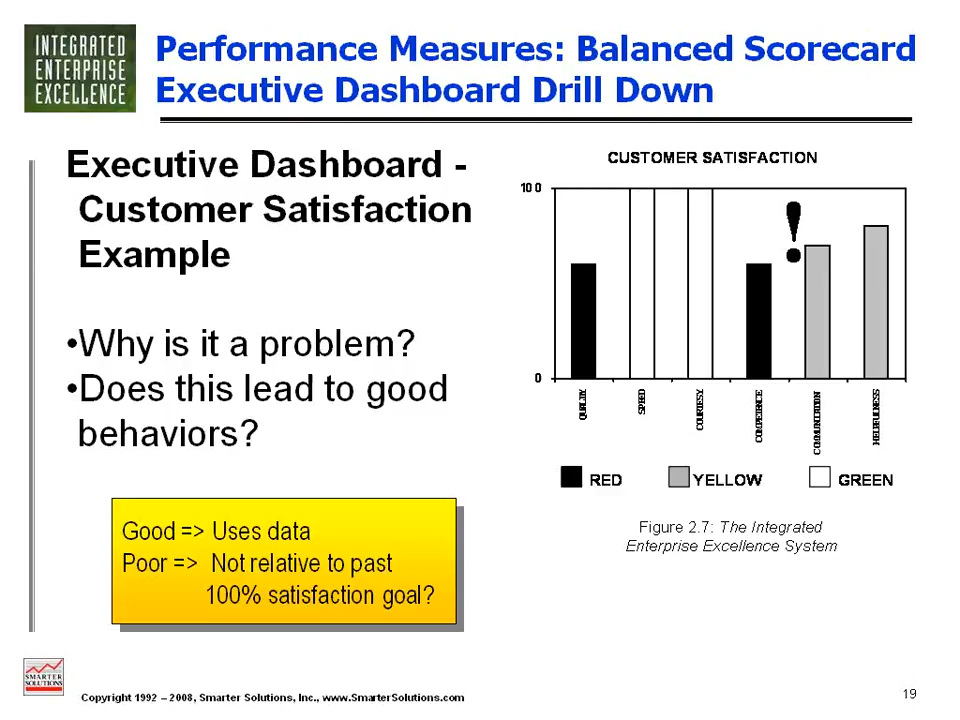 INTEGRATED
ENTERPRISE
EXCELLENCE
Performance Measures: Balanced Scorecard
Executive Dashboard Drill Down
Executive Dashboard -
Customer Satisfaction
Example
•Why is it a problem?
•Does this lead to good
behaviors?
Good => Uses data
Poor => Not relative to past
100% satisfaction goal?
CUSTOMER SATISFACTION
100
!
0
QUALITY
SPEED
COURTESY
COMPETENCE
COMMUNICATION
HELPFULNESS
RED
YELLOW
GREEN
Figure 2.7: The Integrated
Enterprise Excellence System
SMARTER
SOLUTIONS
Copyright 1992 – 2008, Smarter Solutions, Inc., www.SmarterSolutions.com
19